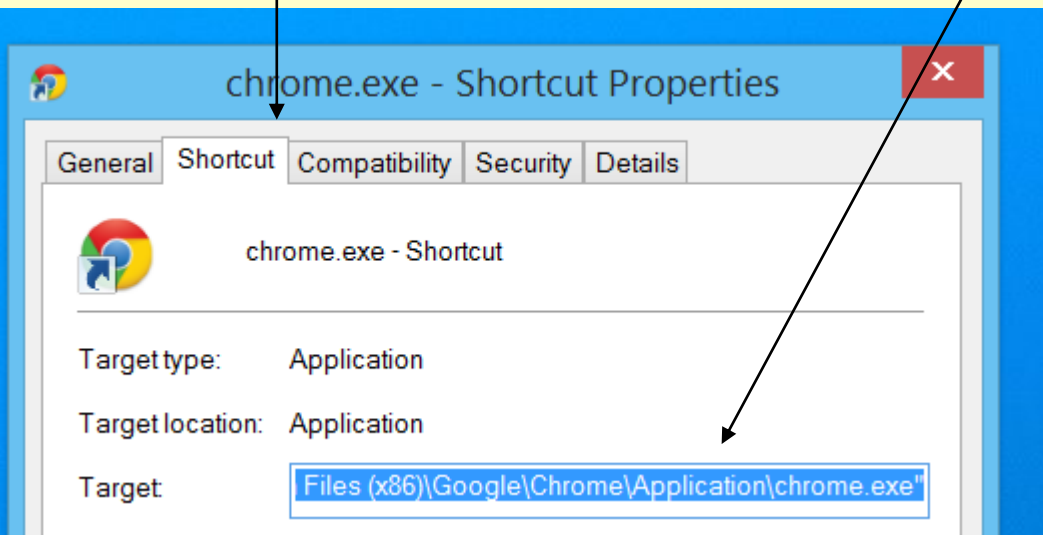 chrome.exe - Shortcut Properties
General Shortcut Compatibility Security Details
chrome.exe - Shortcut
Target type: Application
Target location: Application
Target: Files (x86)\Google\Chrome\Application\chrome.exe"